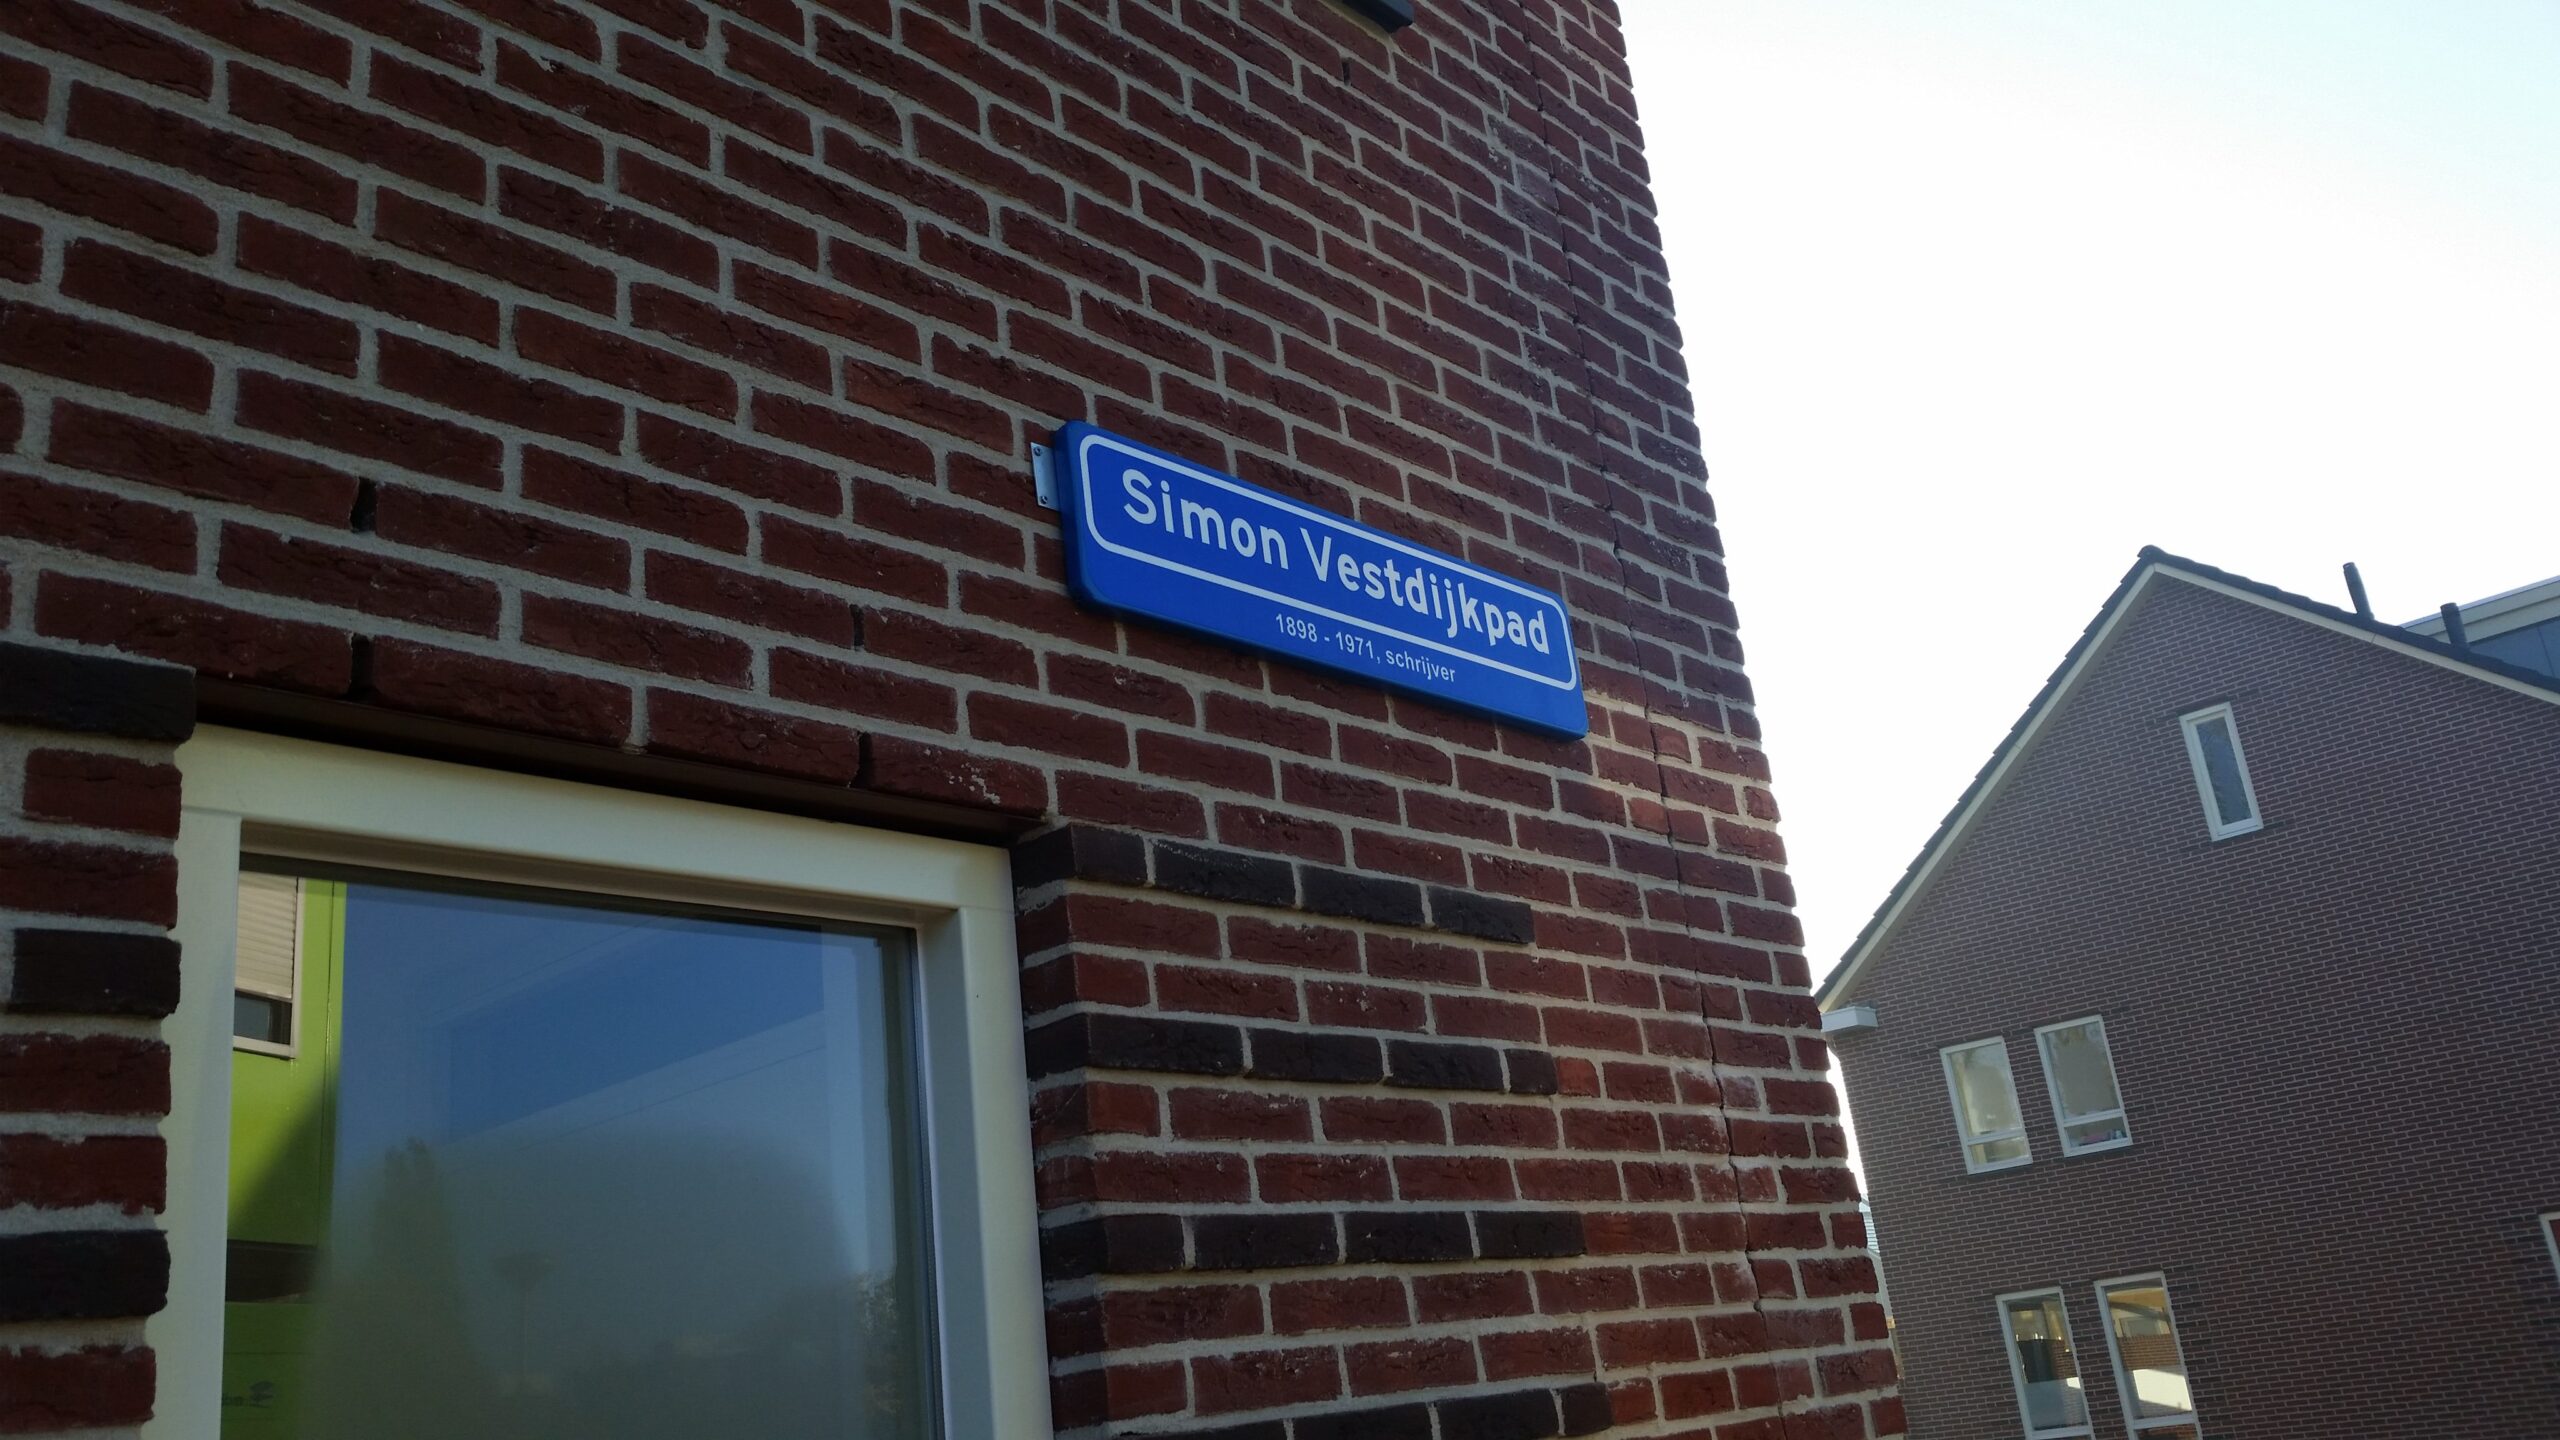 Simon Vestdijkpad
1898 - 1971, schrijver